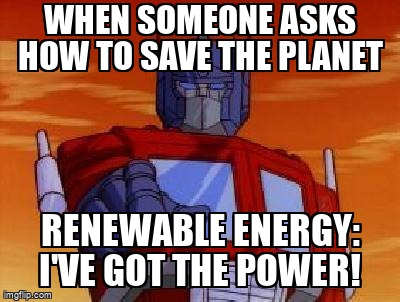 WHEN SOMEONE ASKS
HOW TO SAVE THE PLANET
RENEWABLE ENERGY:
I'VE GOT THE POWER!
imgflip.com